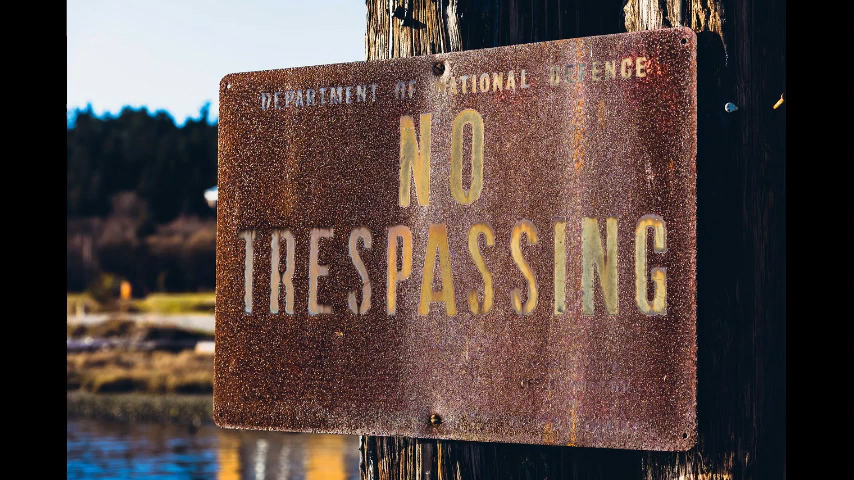 DEPARTMENT OF NATIONAL DEFENCE
NO
TRESPASSING